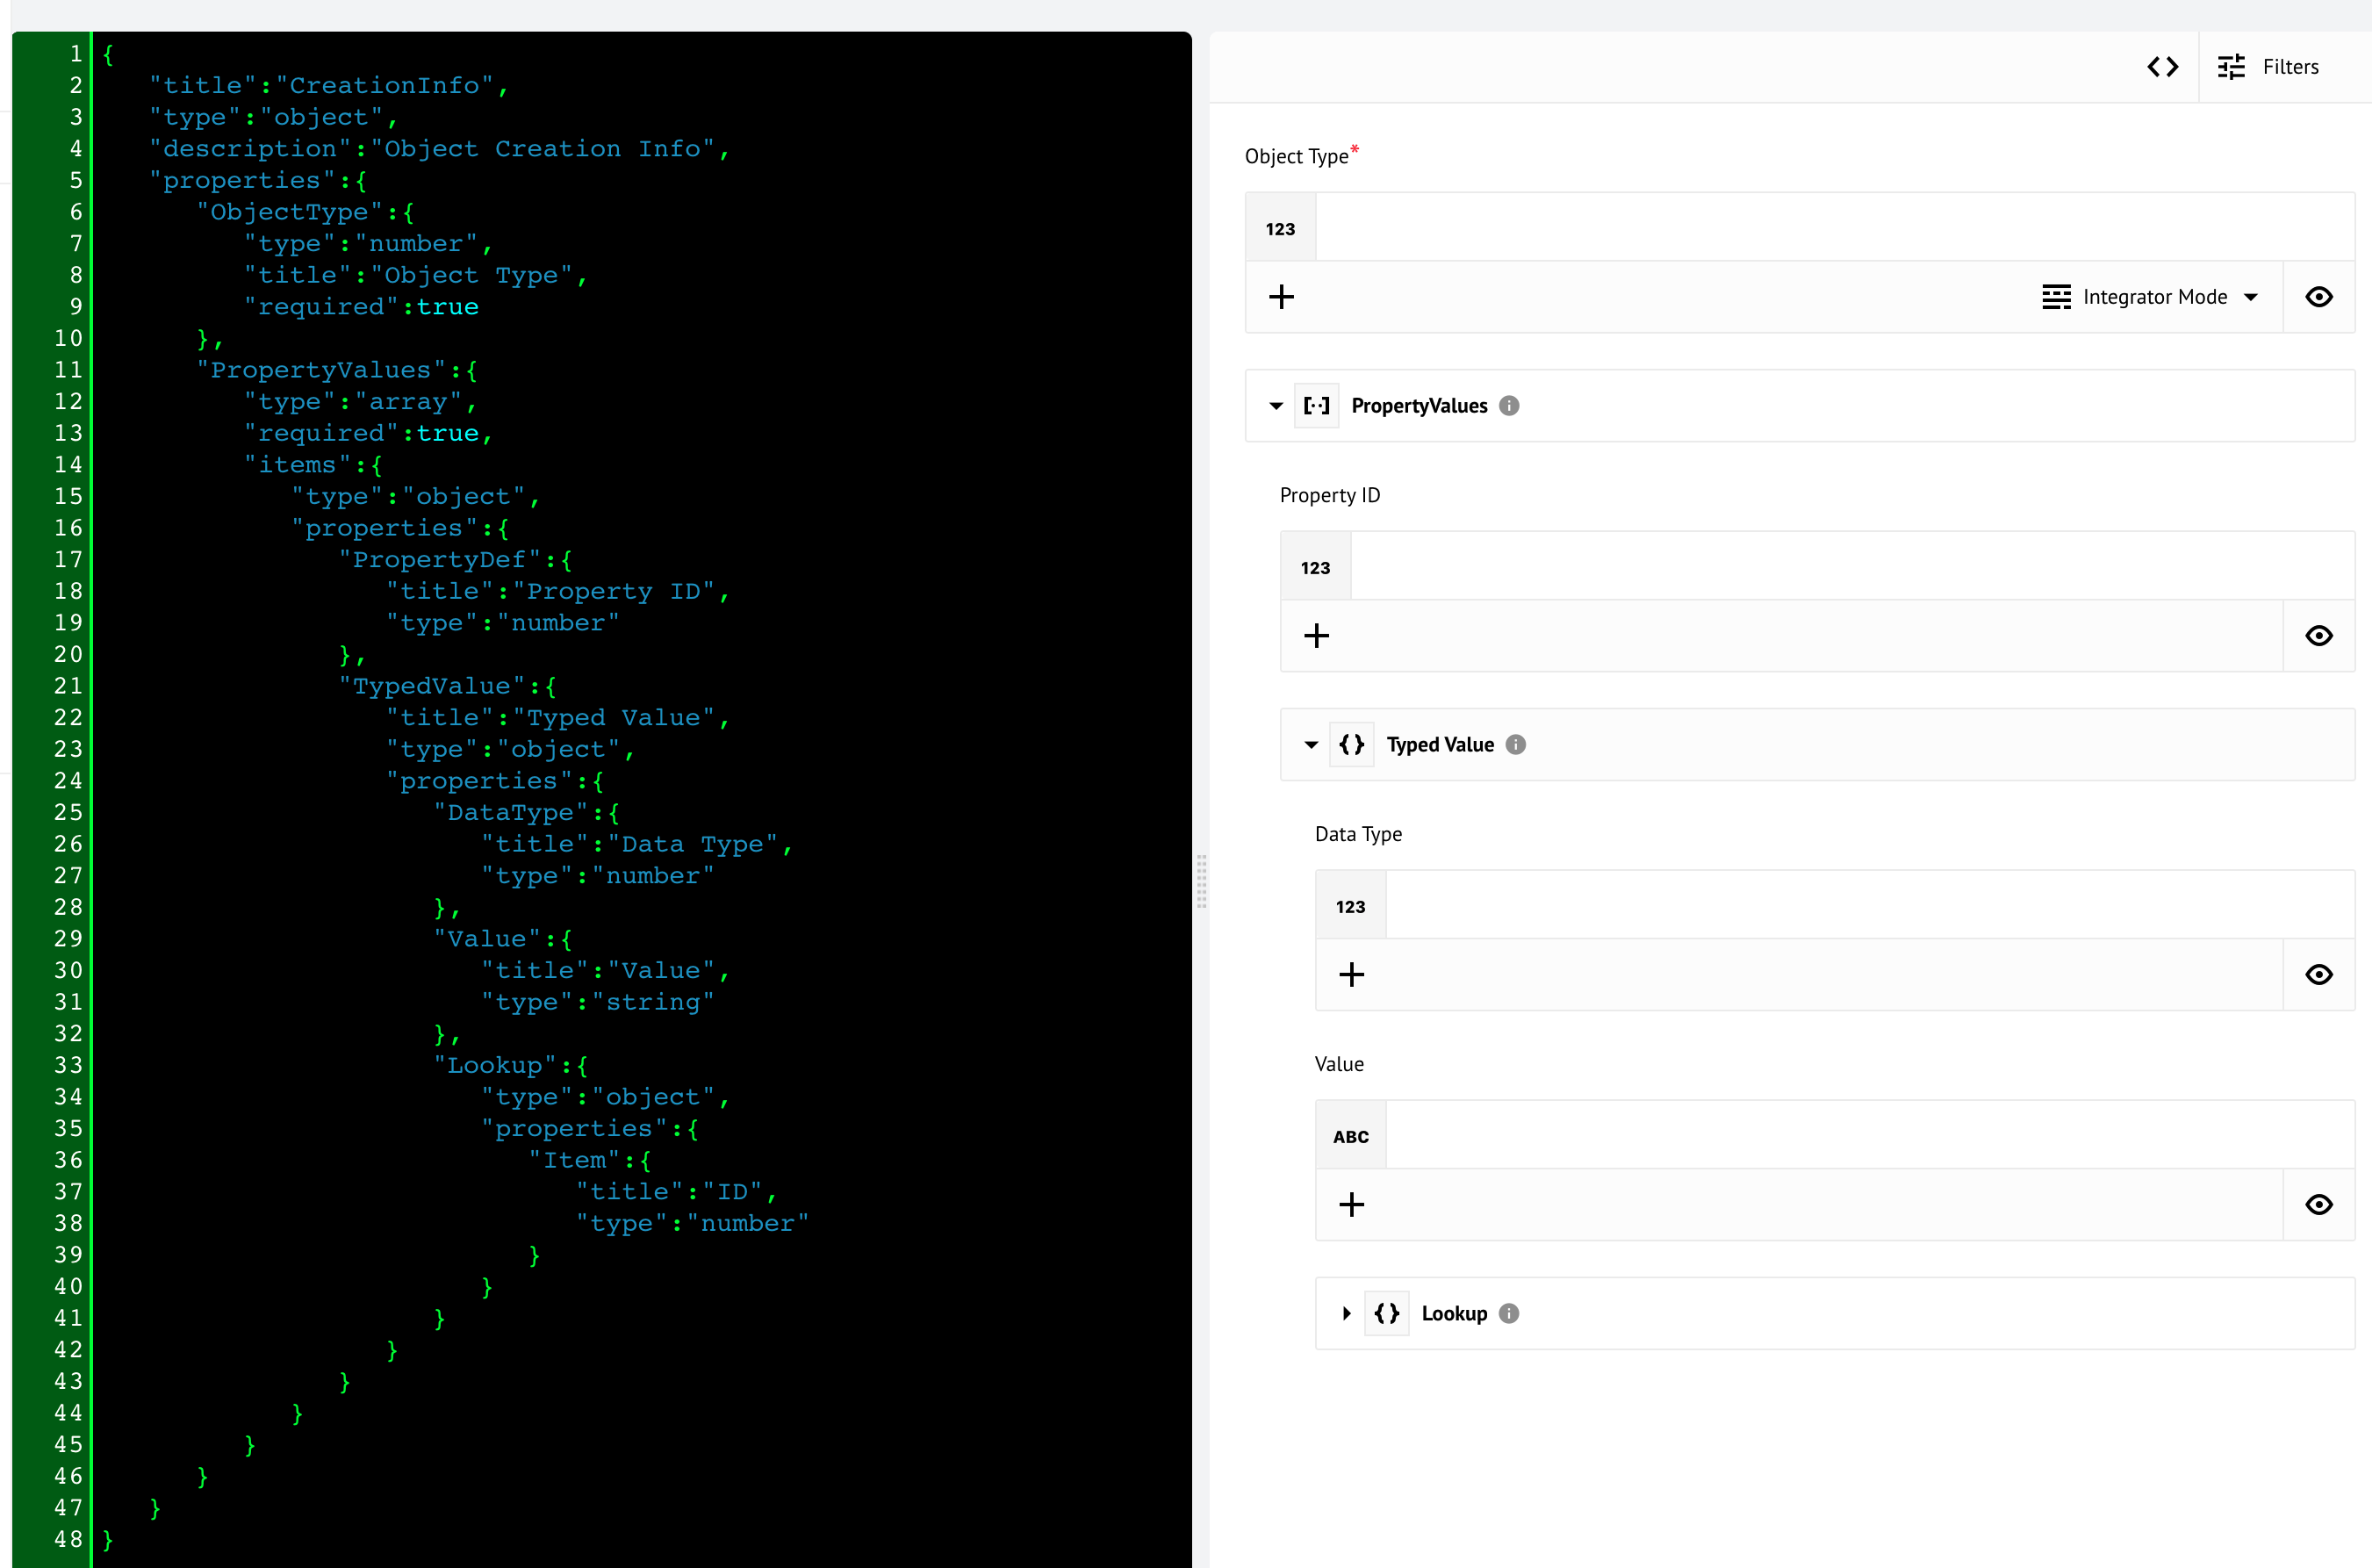 1 {
2 "title":"CreationInfo",
3 "type":"object",
4 "description":"Object Creation Info",
5 "properties":{
6 "ObjectType":{
7 "type":"number",
8 "title":"Object Type",
9 "required":true
10 },
11 "PropertyValues":{
12 "type":"array",
13 "required":true,
14 "items":{
15 "type":"object",
16 "properties":{
17 "PropertyDef":{
18 "title":"Property ID",
19 "type":"number"
20 },
21 "TypedValue":{
22 "title":"Typed Value",
23 "type":"object",
24 "properties":{
25 "DataType":{
26 "title":"Data Type",
27 "type":"number"
28 },
29 "Value":{
30 "title":"Value",
31 "type":"string"
32 },
33 "Lookup":{
34 "type":"object",
35 "properties":{
36 "Item":{
37 "title":"ID",
38 "type":"number"
39 }
40 }
41 }
42 }
43 }
44 }
45 }
46 }
47 }
48 }
Filters
Object Type*
123
Integrator Mode
PropertyValues
Property ID
123
Typed Value
Data Type
123
Value
ABC
Lookup